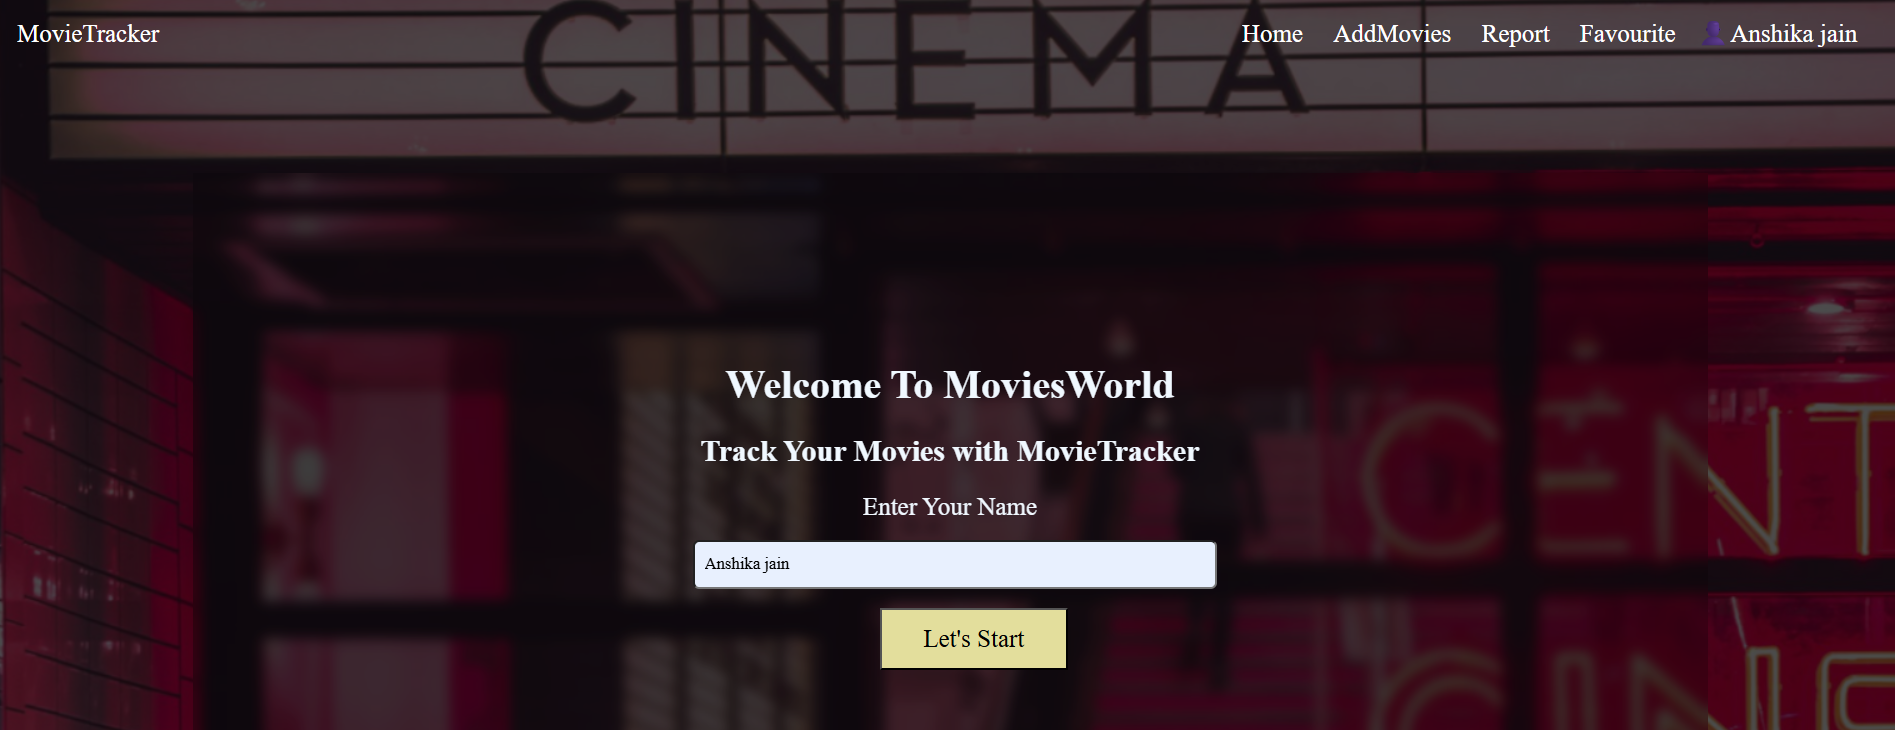 CINEMA
MovieTracker
Home AddMovies Report Favourite Anshika jain
Welcome To MoviesWorld
Track Your Movies with MovieTracker
Enter Your Name
Anshika jain
Let's Start
CENT